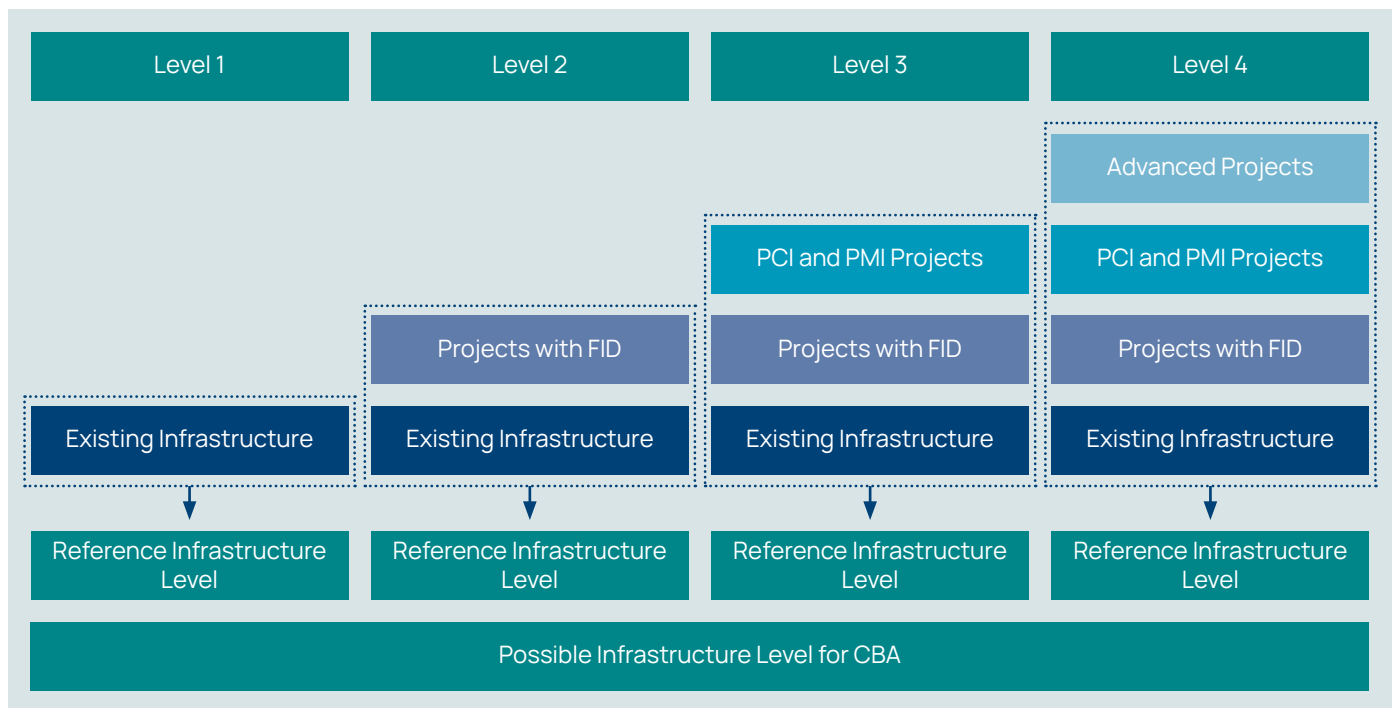 Level 1
Level 2
Level 3
Level 4
Advanced Projects
PCI and PMI Projects
PCI and PMI Projects
Projects with FID
Projects with FID
Projects with FID
Existing Infrastructure
Existing Infrastructure
Existing Infrastructure
Existing Infrastructure
Reference Infrastructure
Level
Reference Infrastructure
Level
Reference Infrastructure
Level
Reference Infrastructure
Level
Possible Infrastructure Level for CBA